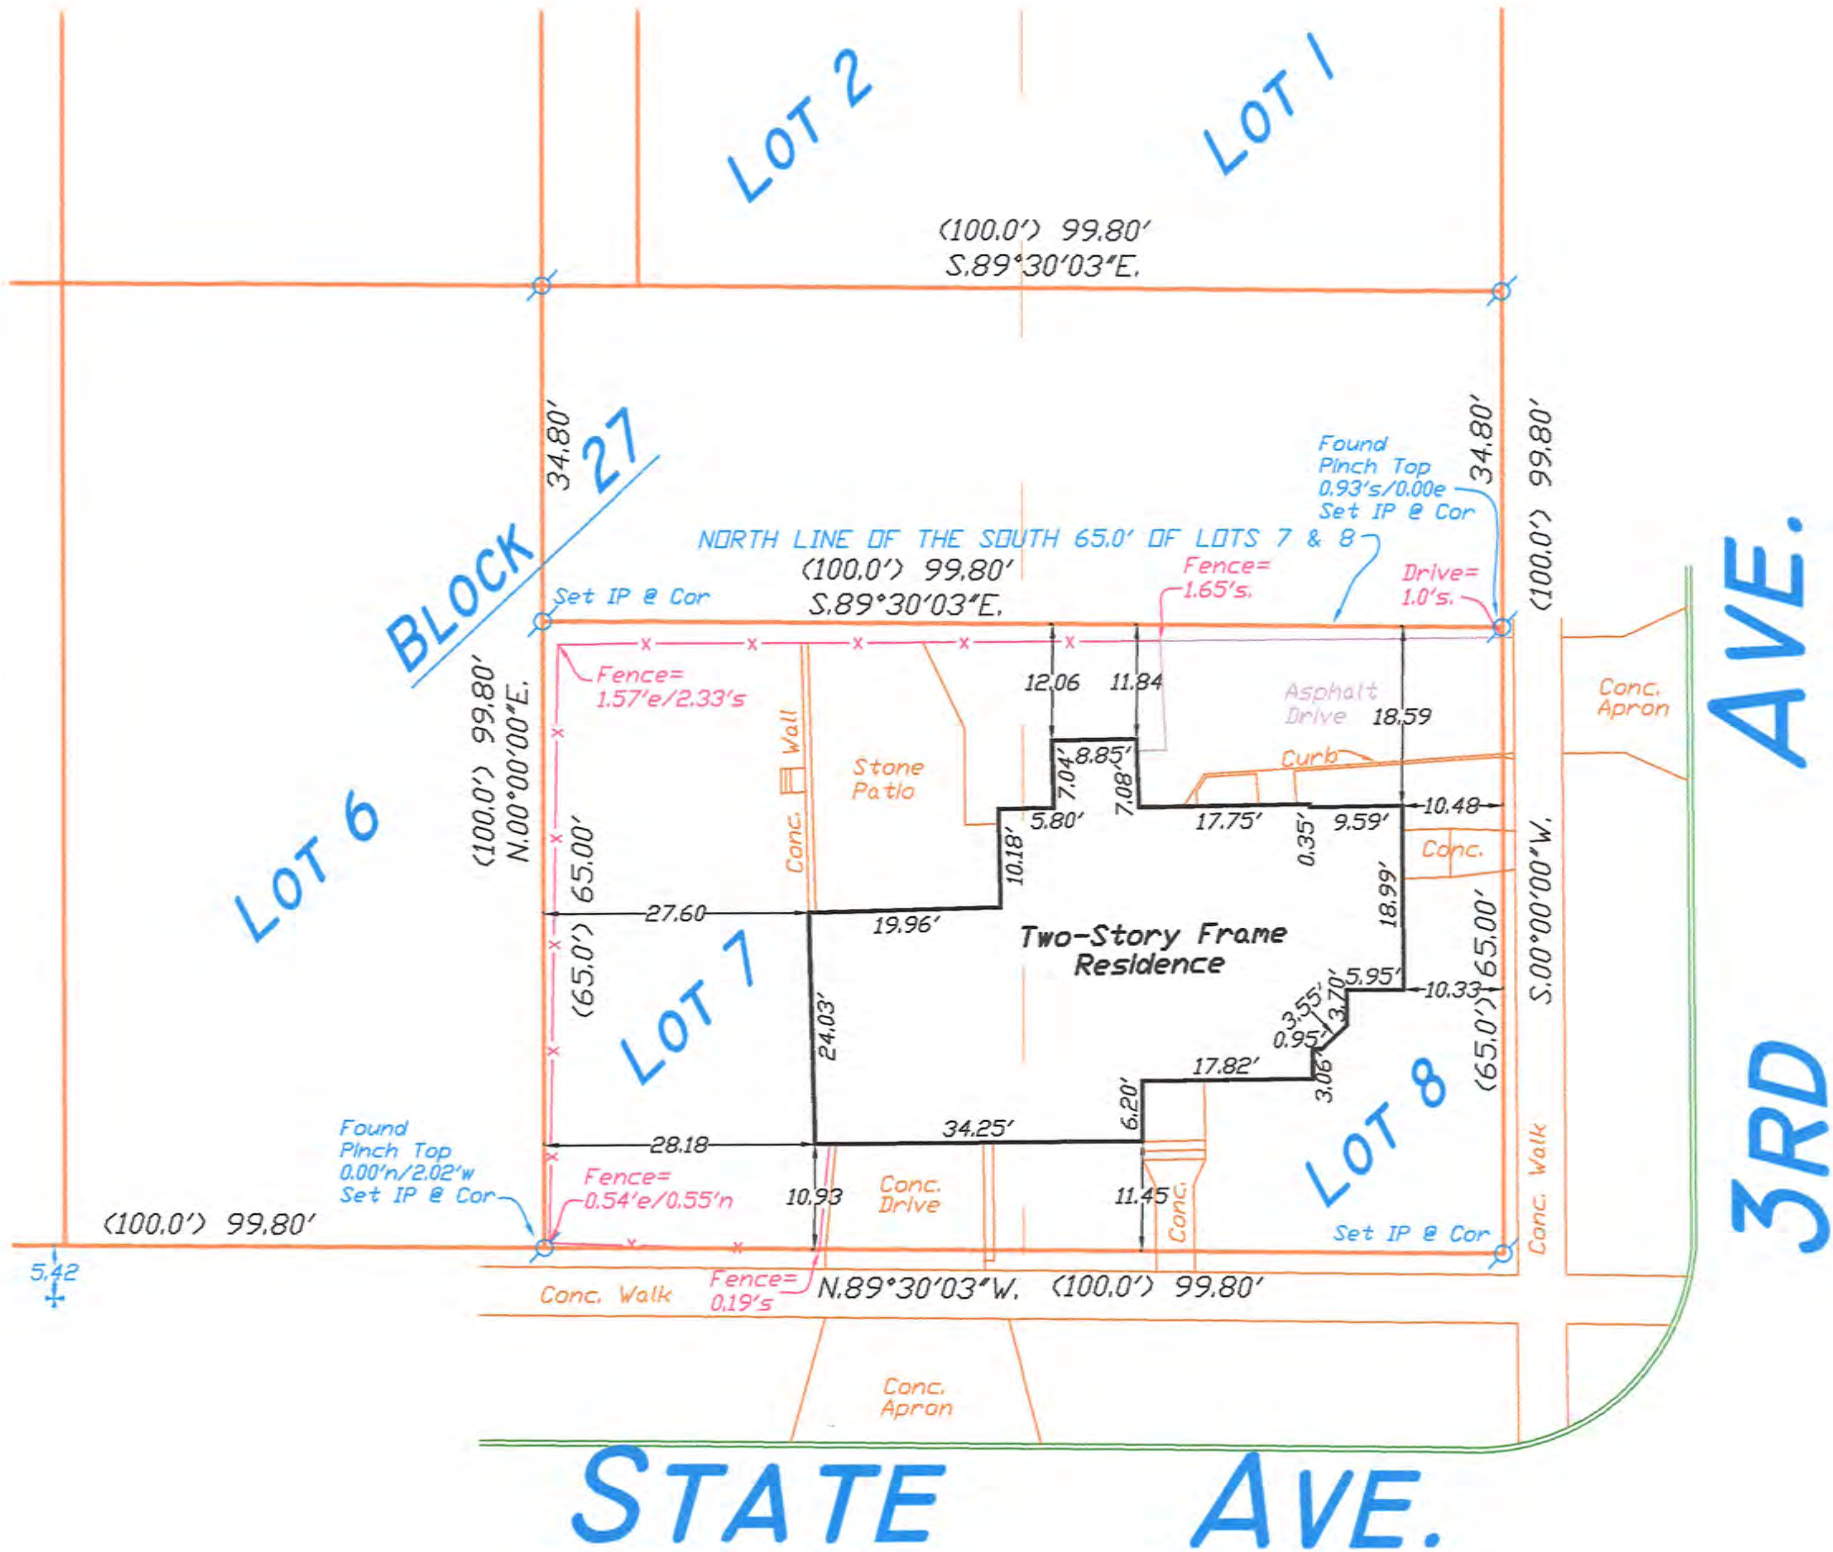 LOT 2
LOT 1
(100.0') 99.80'
S.89°30'03"E.
34.80'
BLOCK 27
34.80'
(100.0') 99.80'
Found
Pinch Top
0.93's/0.00e
Set IP @ Cor
NORTH LINE OF THE SOUTH 65.0' OF LOTS 7 & 8
(100.0') 99.80'
S.89°30'03"E.
Set IP @ Cor
Fence=
1.65's.
Drive=
1.0's.
Fence=
1.57'e/2.33's
(100.0') 99.80'
N.00°00'00"E.
12.06
11.84
Asphalt
Drive
18.59
Conc.
Apron
Conc. Wall
Stone
Patio
Curb
7.04'
8.85'
7.08'
5.80'
17.75'
0.35'
9.59'
10.48
Conc.
LOT 6
(65.0') 65.00'
10.18'
18.99'
S.00°00'00"W.
27.60
19.96'
Two-Story Frame
Residence
LOT 7
24.03'
5.95'
10.33
(65.0') 65.00'
3.70'
3.55'
0.95
3.06'
17.82'
6.20'
LOT 8
34.25'
28.18
Found
Pinch Top
0.00'n/2.02'w
Set IP @ Cor
Fence=
0.54'e/0.55'n
10.93
Conc.
Drive
11.45
Conc.
Conc. Walk
Set IP @ Cor
(100.0') 99.80'
5.42
Conc. Walk
Fence=
0.19's
N.89°30'03"W. (100.0') 99.80'
Conc.
Apron
STATE AVE.
3RD AVE.